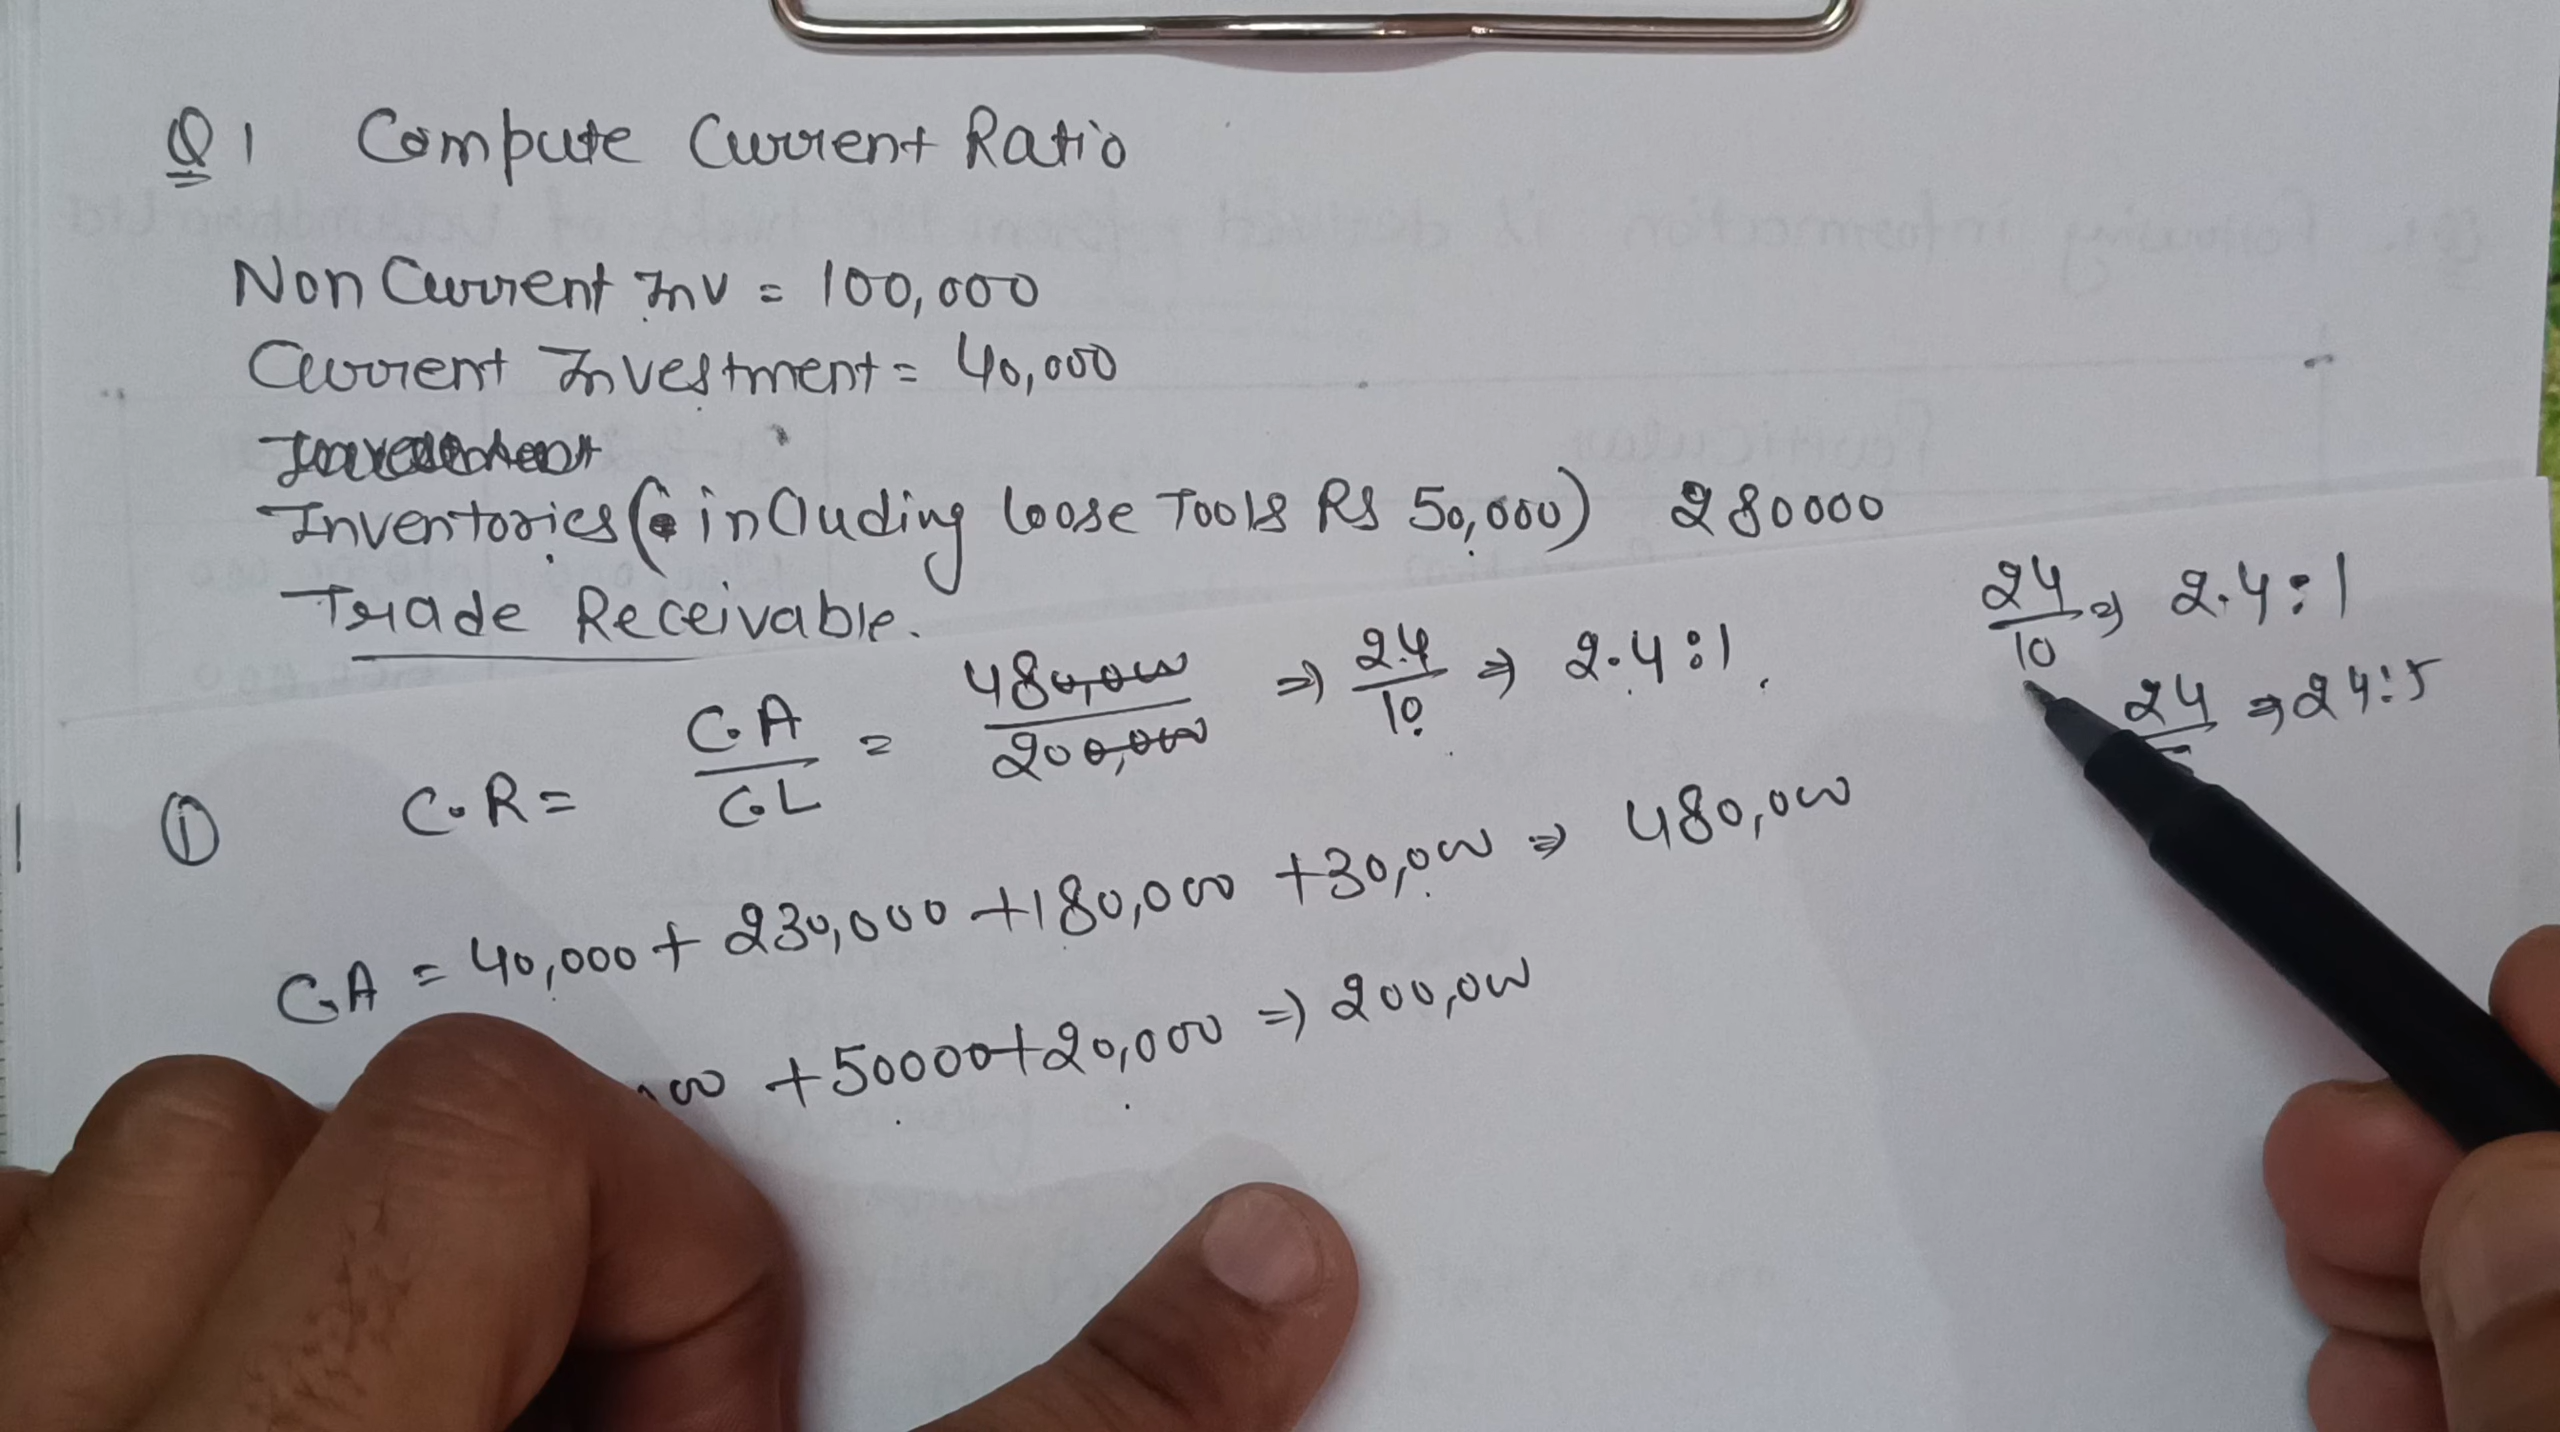 Q1 Compute Current Ratio
Non Current Inv = 100,000
Current Investment = 40,000
Inventories (including loose Tools Rs 50,000) 280000
Trade Receivable.
① C.R = C.A / C.L = 480,000 / 200,000 ⇒ 24 / 10 ⇒ 2.4:1
24 / 10 ⇒ 2.4:1
24 ⇒ 24:5
C.A = 40,000 + 230,000 + 180,000 + 30,000 ⇒ 480,000
+ 50000 + 20,000 ⇒ 200,000